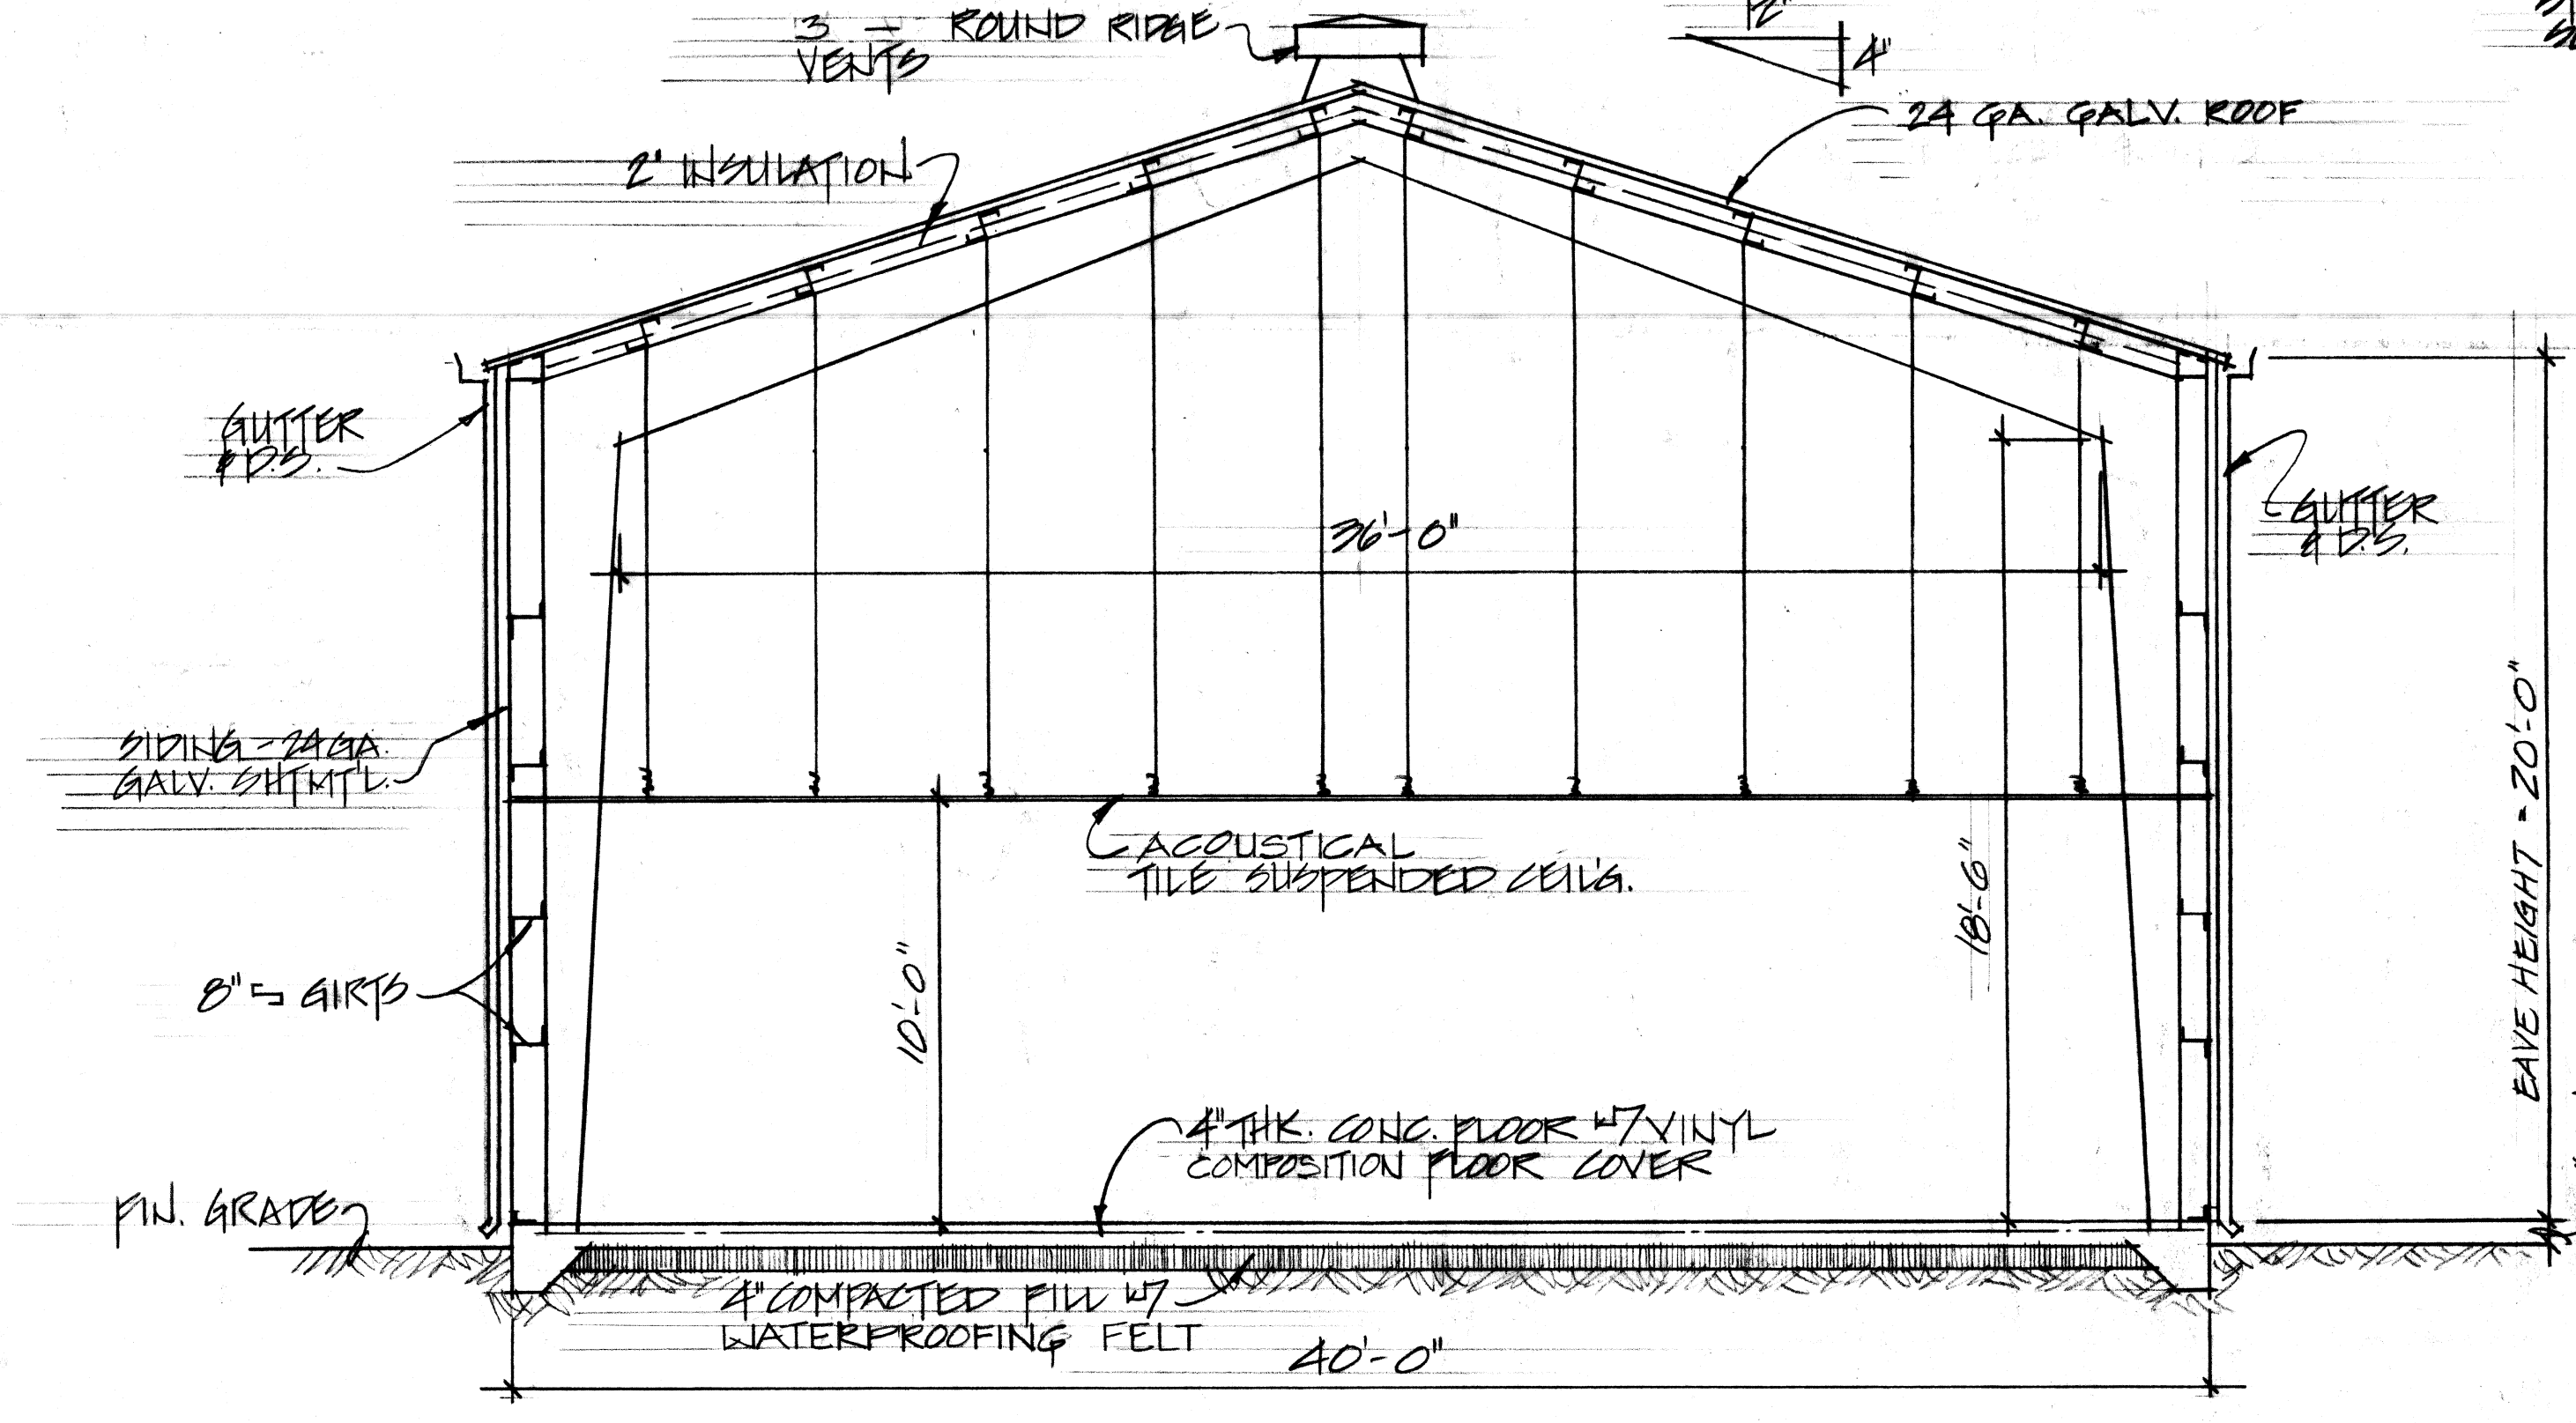 3 - ROUND RIDGE
VENTS
12"
4"
24 GA. GALV. ROOF
2" INSULATION
GUTTER
& D.S.
36'-0"
GUTTER
& D.S.
SIDING - 24 GA.
GALV. SHTMT'L.
ACOUSTICAL
TILE SUSPENDED CEIL'G.
18'-6"
EAVE HEIGHT = 20'-0"
10'-0"
8" GIRTS
4" THK. CONC. FLOOR W/ VINYL
COMPOSITION FLOOR COVER
FIN. GRADE
4" COMPACTED FILL W/
WATERPROOFING FELT
40'-0"